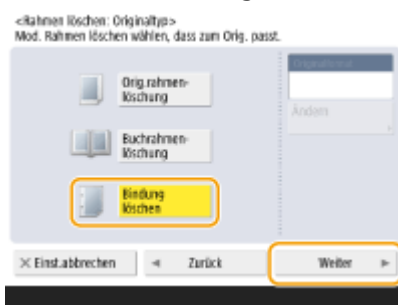 <Rahmen löschen: Originaltyp>
Mod. Rahmen löschen wählen, dass zum Orig. passt.
Originalformat
Orig.rahmen-
löschung
Ändern
Buchrahmen-
löschung
Bindung
löschen
Einst.abbrechen
Zurück
Weiter